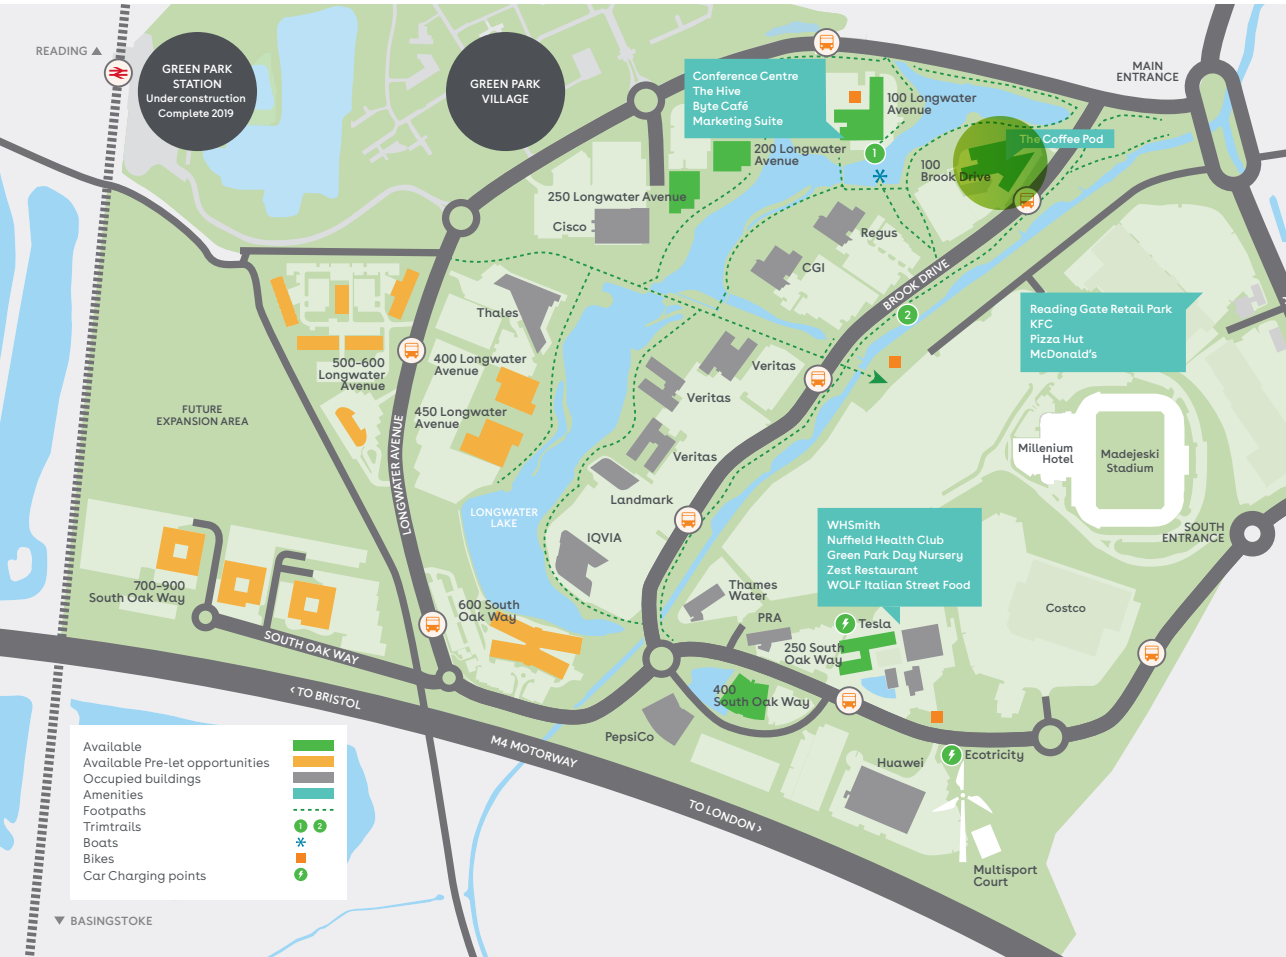 READING
GREEN PARK
STATION
Under construction
Complete 2019
GREEN PARK
VILLAGE
MAIN
ENTRANCE
Conference Centre
The Hive
Byte Café
Marketing Suite
100 Longwater
Avenue
1
The Coffee Pod
200 Longwater
Avenue
100
Brook Drive
250 Longwater Avenue
Cisco
Regus
CGI
BROOK DRIVE
2
Thales
Reading Gate Retail Park
KFC
Pizza Hut
McDonald's
500-600
Longwater
Avenue
400 Longwater
Avenue
Veritas
Veritas
450 Longwater
Avenue
FUTURE
EXPANSION AREA
LONGWATER AVENUE
Veritas
Millenium
Hotel
Madejeski
Stadium
Landmark
LONGWATER
LAKE
IQVIA
WHSmith
Nuffield Health Club
Green Park Day Nursery
Zest Restaurant
WOLF Italian Street Food
SOUTH
ENTRANCE
700-900
South Oak Way
600 South
Oak Way
Thames
Water
PRA
Tesla
Costco
250 South
Oak Way
SOUTH OAK WAY
400
South Oak Way
‹ TO BRISTOL
PepsiCo
M4 MOTORWAY
Huawei
Ecotricity
TO LONDON ›
Multisport
Court
Available
Available Pre-let opportunities
Occupied buildings
Amenities
Footpaths
Trimtrails 1 2
Boats
Bikes
Car Charging points
BASINGSTOKE